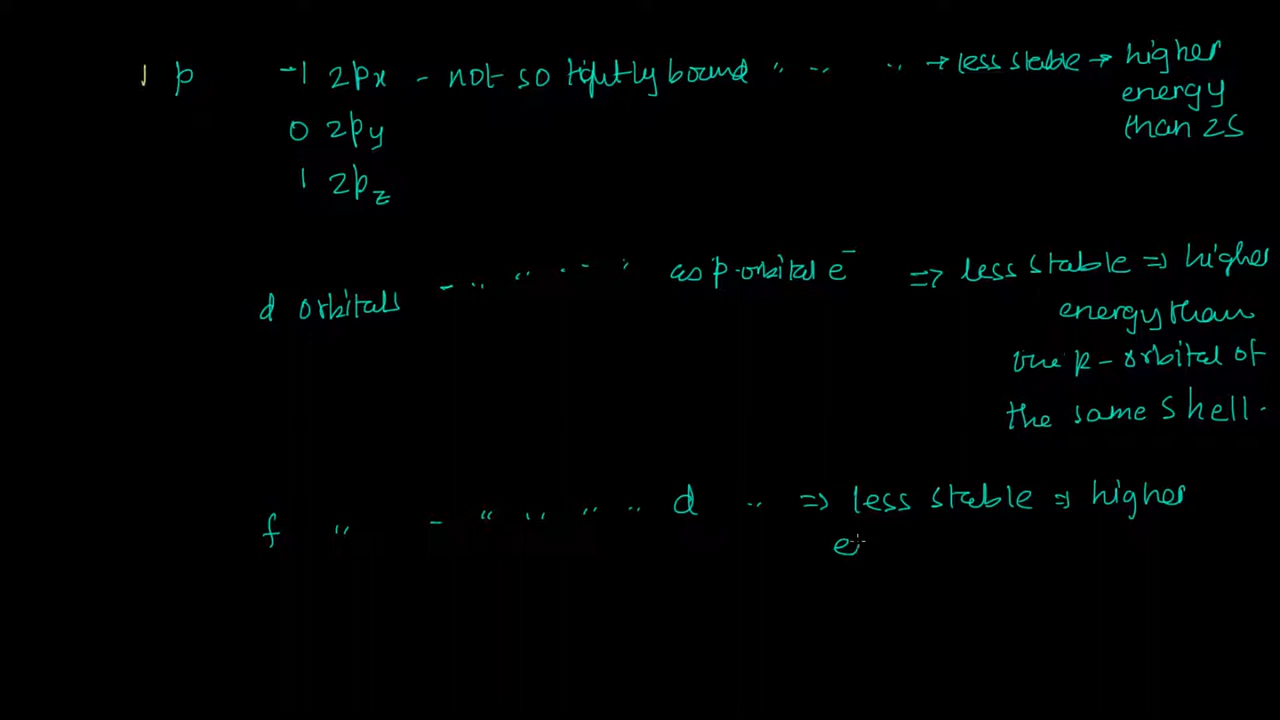 1 p -1 2px - not so tightly bound " " " → less stable → higher
energy
0 2py than 2S
1 2pz
d orbitals - " " " " " as p-orbital e⁻ ⇒ less stable ⇒ higher
energy than
the p-orbital of
the same shell.
f " - " " " " d " ⇒ less stable ⇒ higher
e